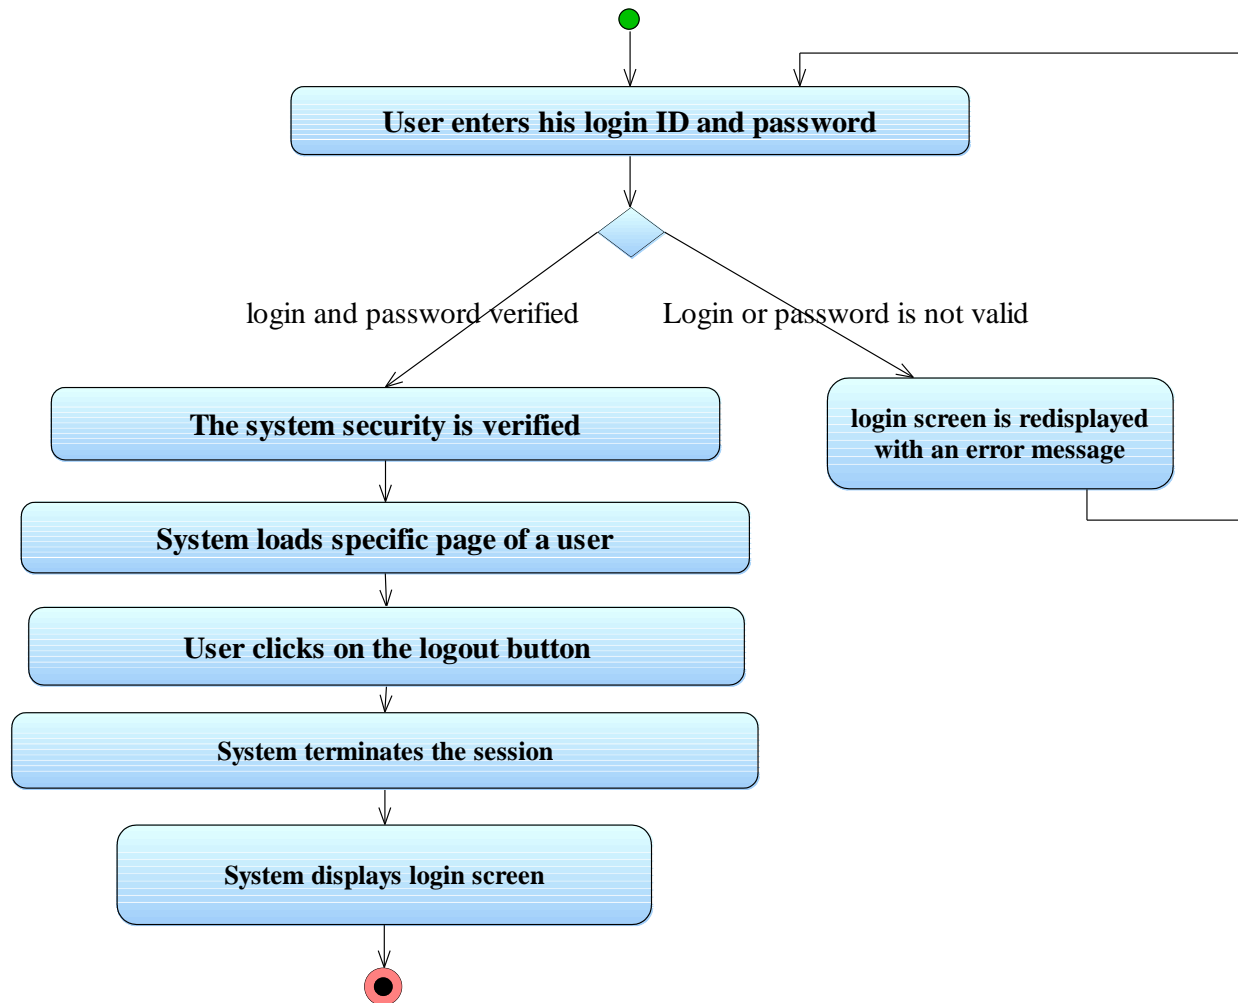 User enters his login ID and password
login and password verified
Login or password is not valid
The system security is verified
login screen is redisplayed
with an error message
System loads specific page of a user
User clicks on the logout button
System terminates the session
System displays login screen